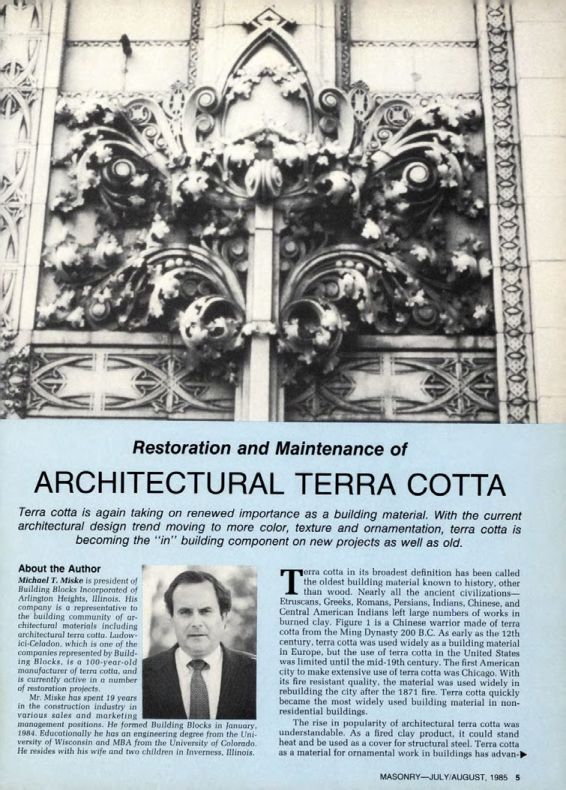 Restoration and Maintenance of
ARCHITECTURAL TERRA COTTA
Terra cotta is again taking on renewed importance as a building material. With the current
architectural design trend moving to more color, texture and ornamentation, terra cotta is
becoming the "in" building component on new projects as well as old.
About the Author
Michael T. Miske is president of
Building Blocks Incorporated of
Arlington Heights, Illinois. His
company is a representative to
the building community of ar-
chitectural materials including
architectural terra cotta. Ludow-
ici-Celadon, which is one of the
companies represented by Build-
ing Blocks, is a 100-year-old
manufacturer of terra cotta, and
is currently active in a number
of restoration projects.
Mr. Miske has spent 19 years
in the construction industry in
various sales and marketing
management positions. He formed Building Blocks in January,
1984. Educationally he has an engineering degree from the Uni-
versity of Wisconsin and MBA from the University of Colorado.
He resides with his wife and two children in Inverness, Illinois.
Terra cotta in its broadest definition has been called
the oldest building material known to history, other
than wood. Nearly all the ancient civilizations—
Etruscans, Greeks, Romans, Persians, Indians, Chinese, and
Central American Indians left large numbers of works in
burned clay. Figure 1 is a Chinese warrior made of terra
cotta from the Ming Dynasty 200 B.C. As early as the 12th
century, terra cotta was used widely as a building material
in Europe, but the use of terra cotta in the United States
was limited until the mid-19th century. The first American
city to make extensive use of terra cotta was Chicago. With
its fire resistant quality, the material was used widely in
rebuilding the city after the 1871 fire. Terra cotta quickly
became the most widely used building material in non-
residential buildings.
The rise in popularity of architectural terra cotta was
understandable. As a fired clay product, it could stand
heat and be used as a cover for structural steel. Terra cotta
as a material for ornamental work in buildings has advan-▶
MASONRY—JULY/AUGUST, 1985 5